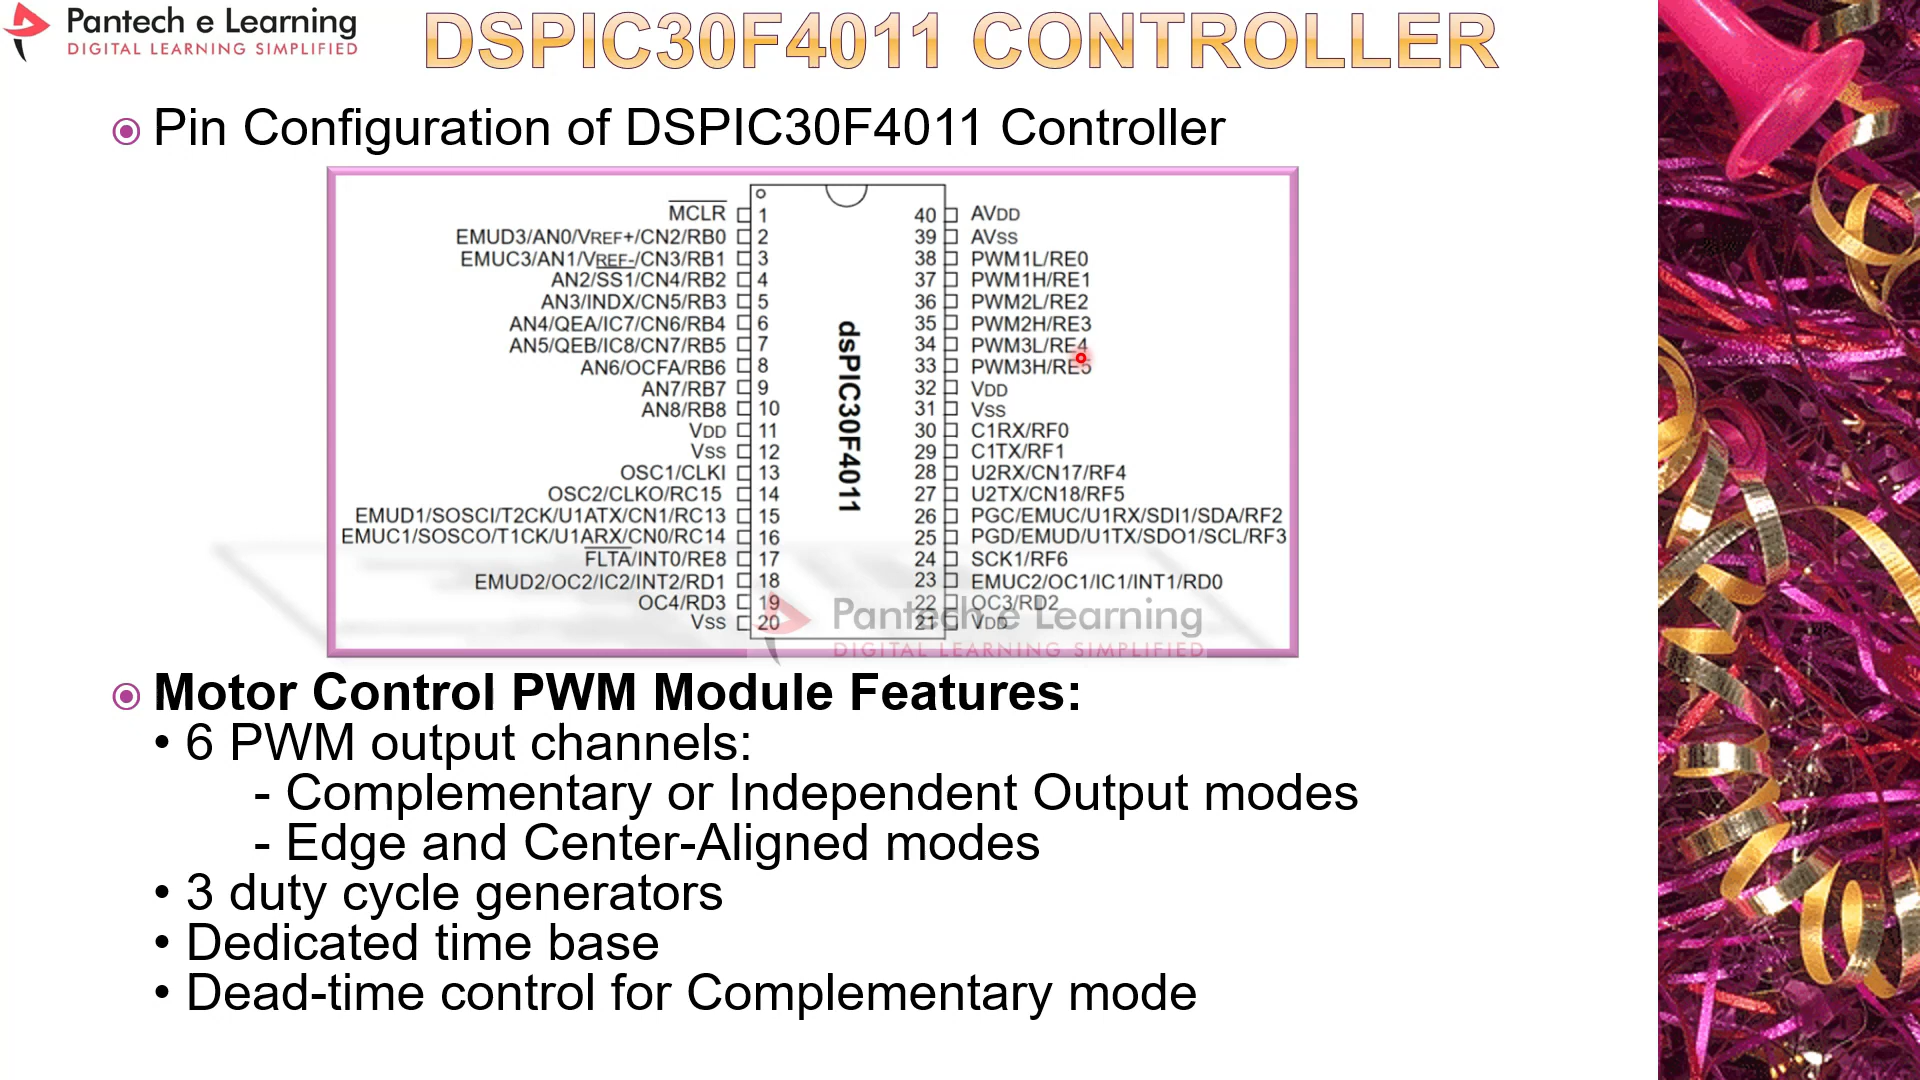 Pantech e Learning
DIGITAL LEARNING SIMPLIFIED
DSPIC30F4011 CONTROLLER
Pin Configuration of DSPIC30F4011 Controller
MCLR 1 40 AVDD
EMUD3/AN0/VREF+/CN2/RB0 2 39 AVSS
EMUC3/AN1/VREF-/CN3/RB1 3 38 PWM1L/RE0
AN2/SS1/CN4/RB2 4 37 PWM1H/RE1
AN3/INDX/CN5/RB3 5 36 PWM2L/RE2
AN4/QEA/IC7/CN6/RB4 6 35 PWM2H/RE3
AN5/QEB/IC8/CN7/RB5 7 34 PWM3L/RE4
AN6/OCFA/RB6 8 33 PWM3H/RE5
AN7/RB7 9 32 VDD
AN8/RB8 10 31 VSS
VDD 11 30 C1RX/RF0
VSS 12 29 C1TX/RF1
OSC1/CLKI 13 28 U2RX/CN17/RF4
OSC2/CLKO/RC15 14 27 U2TX/CN18/RF5
EMUD1/SOSCI/T2CK/U1ATX/CN1/RC13 15 26 PGC/EMUC/U1RX/SDI1/SDA/RF2
EMUC1/SOSCO/T1CK/U1ARX/CN0/RC14 16 25 PGD/EMUD/U1TX/SDO1/SCL/RF3
FLTA/INT0/RE8 17 24 SCK1/RF6
EMUD2/OC2/IC2/INT2/RD1 18 23 EMUC2/OC1/IC1/INT1/RD0
OC4/RD3 19 22 OC3/RD2
VSS 20 21 VDD
dsPIC30F4011
Pantech e Learning
DIGITAL LEARNING SIMPLIFIED
Motor Control PWM Module Features:
• 6 PWM output channels:
- Complementary or Independent Output modes
- Edge and Center-Aligned modes
• 3 duty cycle generators
• Dedicated time base
• Dead-time control for Complementary mode